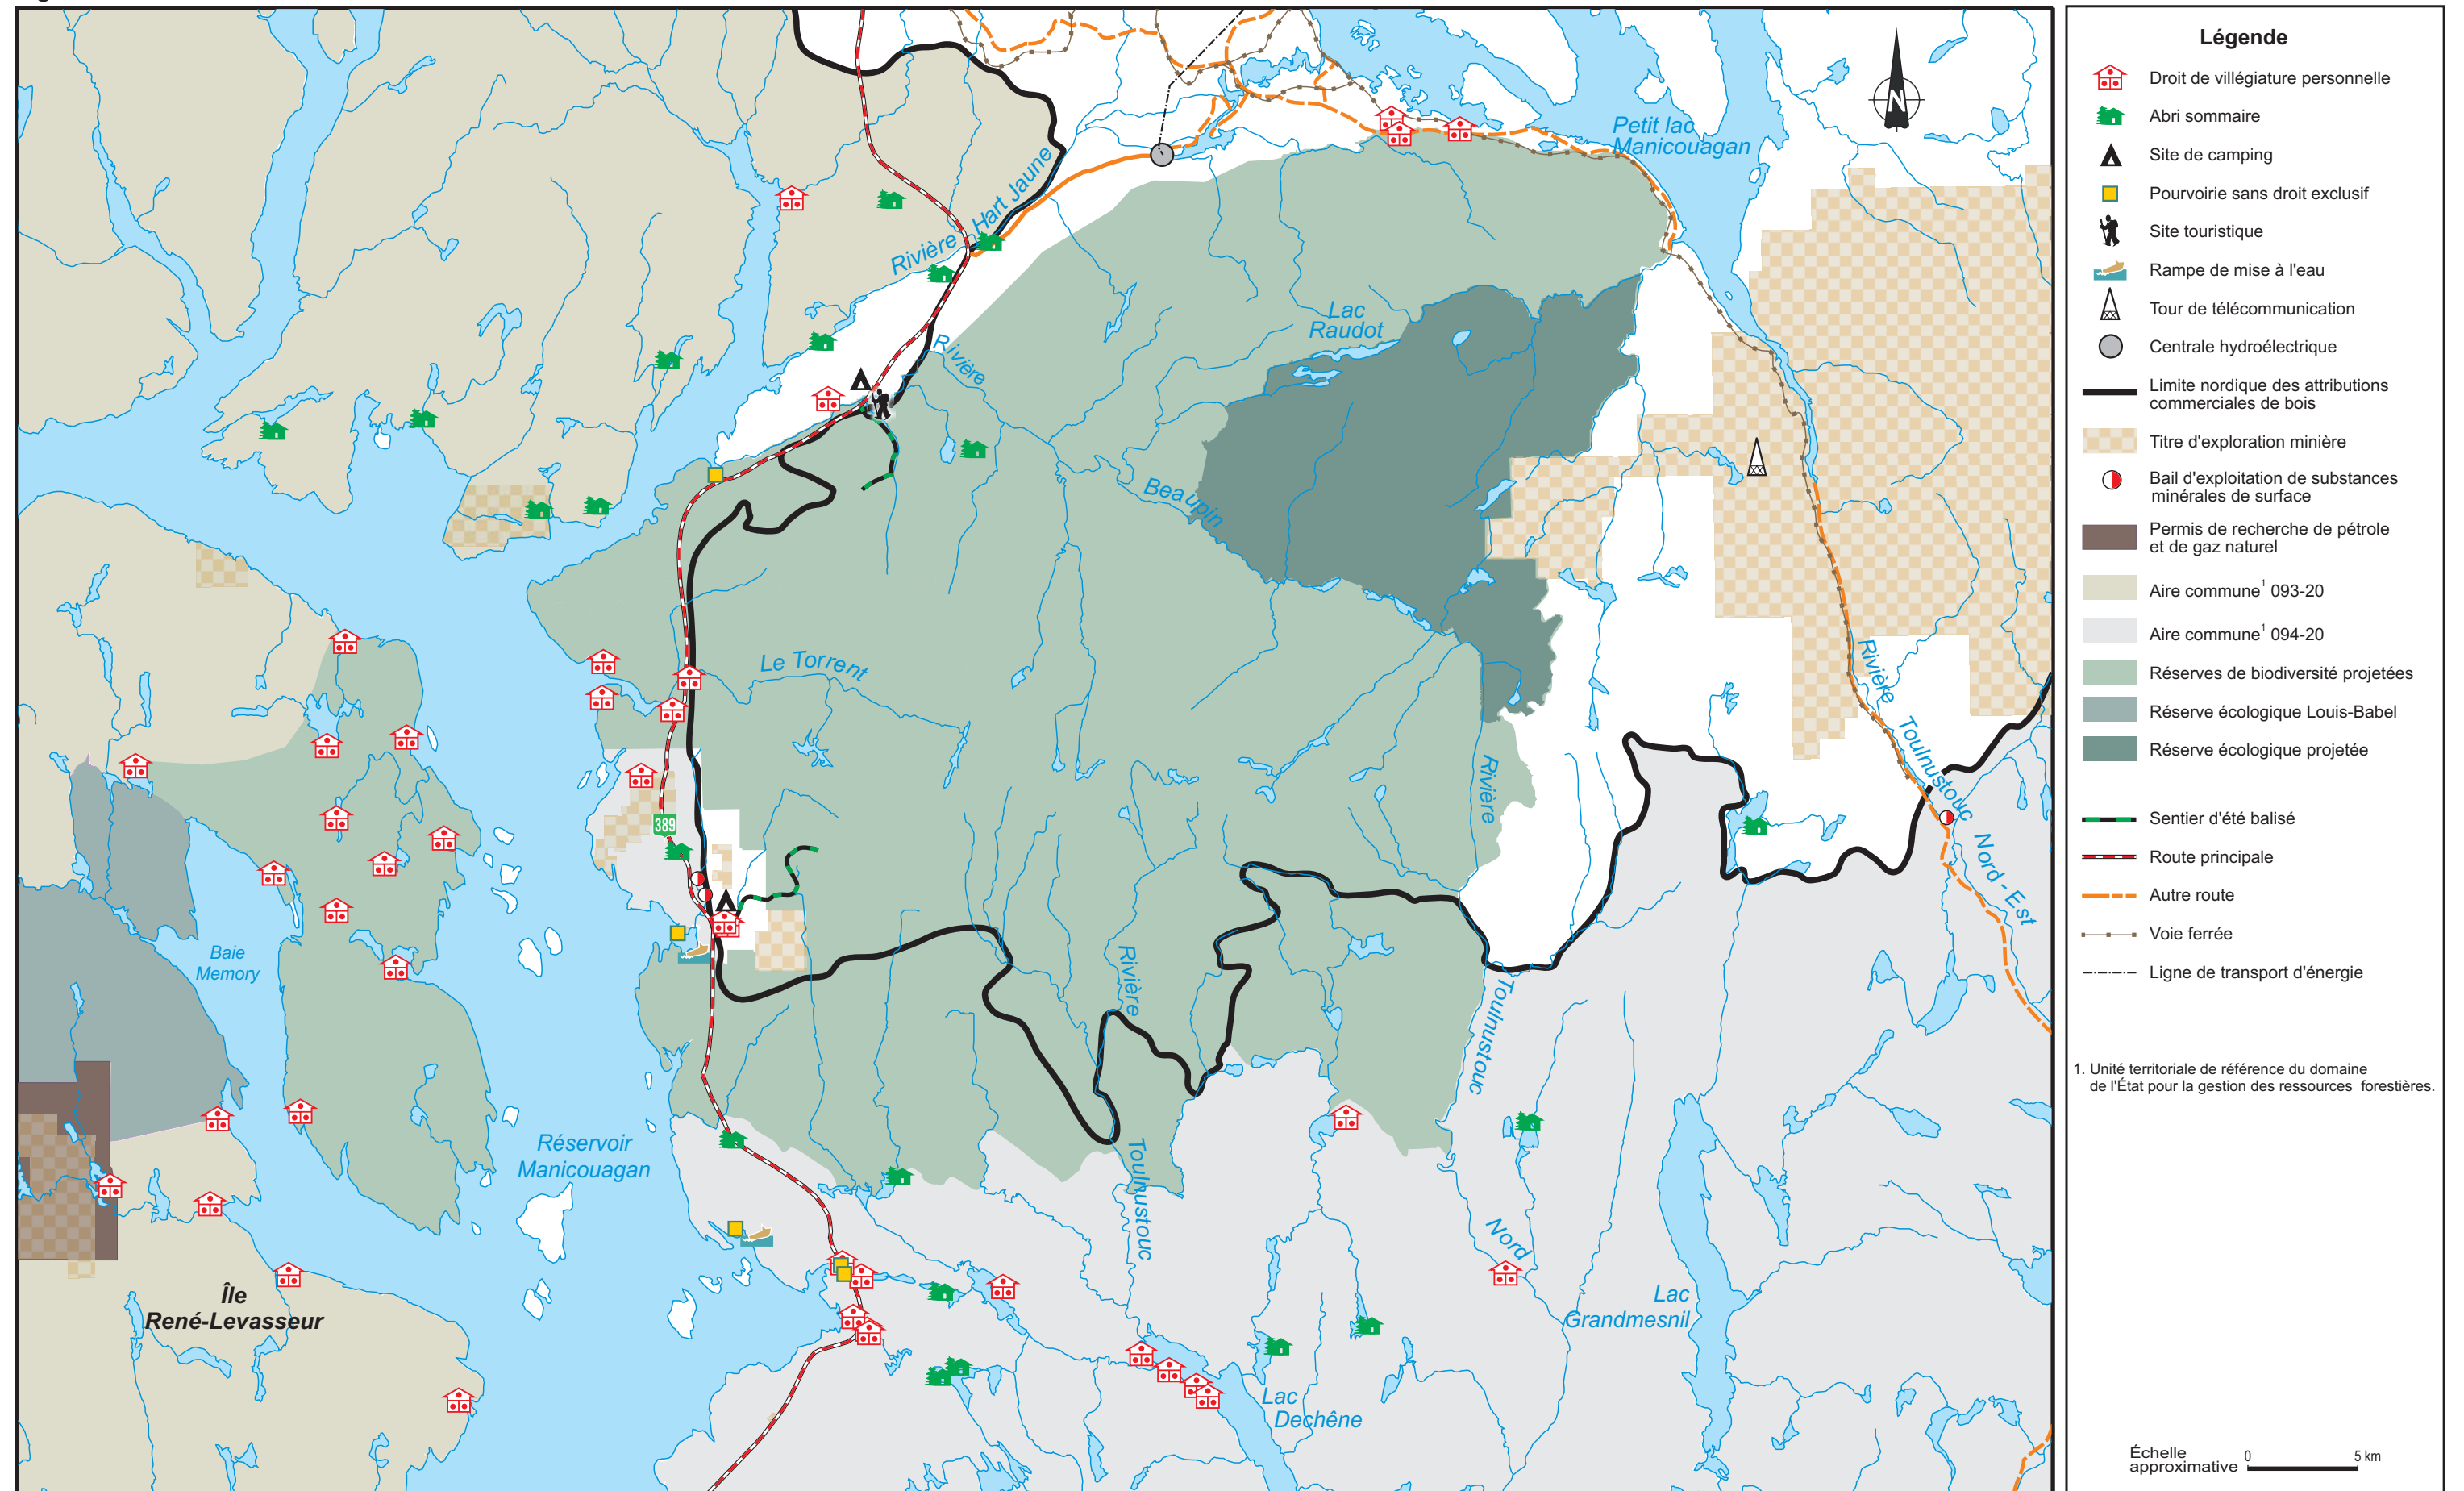 Petit lac
Manicouagan
Rivière Hart Jaune
Lac
Raudot
Rivière
Beaupin
Le Torrent
Rivière
389
Baie
Memory
Rivière
Toulnustouc
Rivière Toulnustouc Nord-Est
Réservoir
Manicouagan
Toulnustouc
Nord
Île
René-Levasseur
Lac
Grandmesnil
Lac
Dechêne
N
Légende
Droit de villégiature personnelle
Abri sommaire
Site de camping
Pourvoirie sans droit exclusif
Site touristique
Rampe de mise à l'eau
Tour de télécommunication
Centrale hydroélectrique
Limite nordique des attributions
commerciales de bois
Titre d'exploration minière
Bail d'exploitation de substances
minérales de surface
Permis de recherche de pétrole
et de gaz naturel
Aire commune¹ 093-20
Aire commune¹ 094-20
Réserves de biodiversité projetées
Réserve écologique Louis-Babel
Réserve écologique projetée
Sentier d'été balisé
Route principale
Autre route
Voie ferrée
Ligne de transport d'énergie
1. Unité territoriale de référence du domaine
de l'État pour la gestion des ressources forestières.
Échelle
approximative
0 5 km